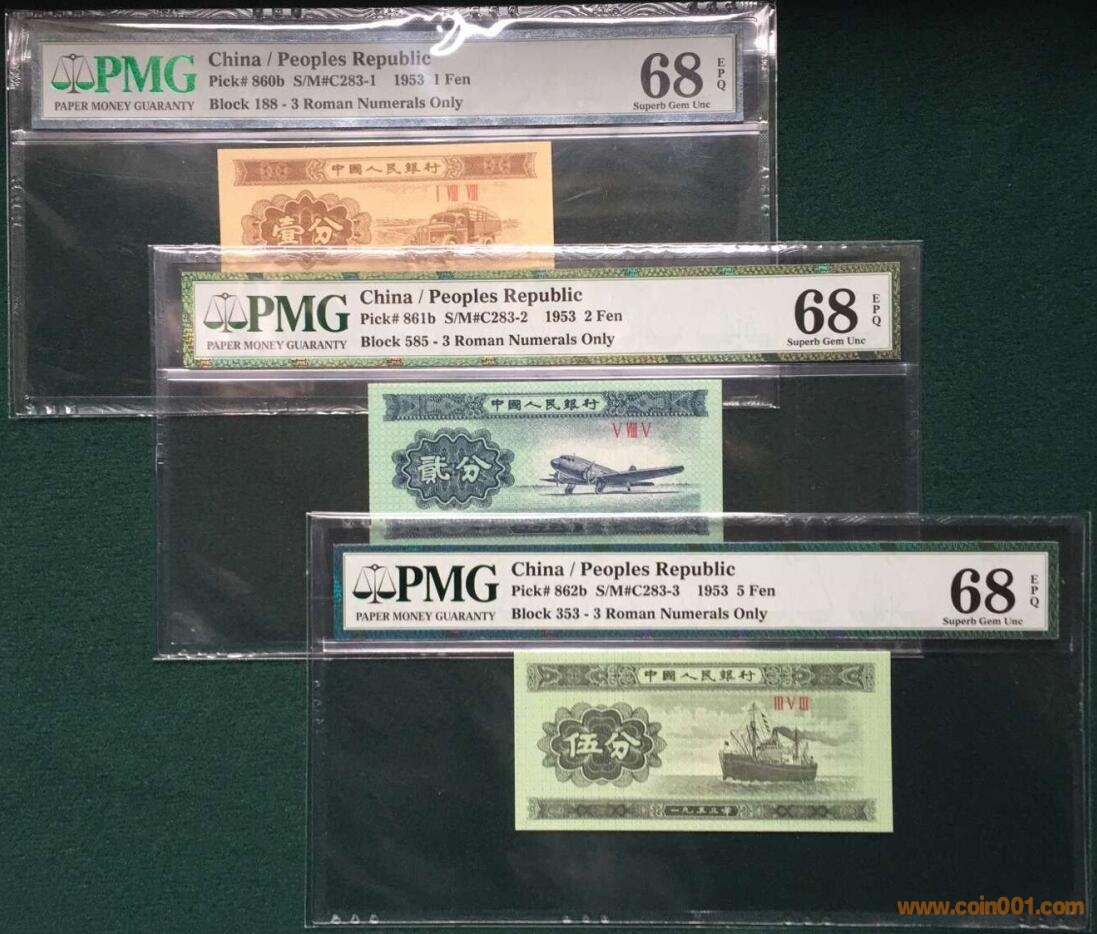 PMG
PAPER MONEY GUARANTY
China / Peoples Republic
Pick# 860b S/M#C283-1 1953 1 Fen
Block 188 - 3 Roman Numerals Only
68
EPQ
Superb Gem Unc
中國人民銀行
I VIII VIII
壹分
PMG
PAPER MONEY GUARANTY
China / Peoples Republic
Pick# 861b S/M#C283-2 1953 2 Fen
Block 585 - 3 Roman Numerals Only
68
EPQ
Superb Gem Unc
中國人民銀行
V VIII V
貳分
PMG
PAPER MONEY GUARANTY
China / Peoples Republic
Pick# 862b S/M#C283-3 1953 5 Fen
Block 353 - 3 Roman Numerals Only
68
EPQ
Superb Gem Unc
中國人民銀行
III V III
伍分
一九五三年
www.coin001.com